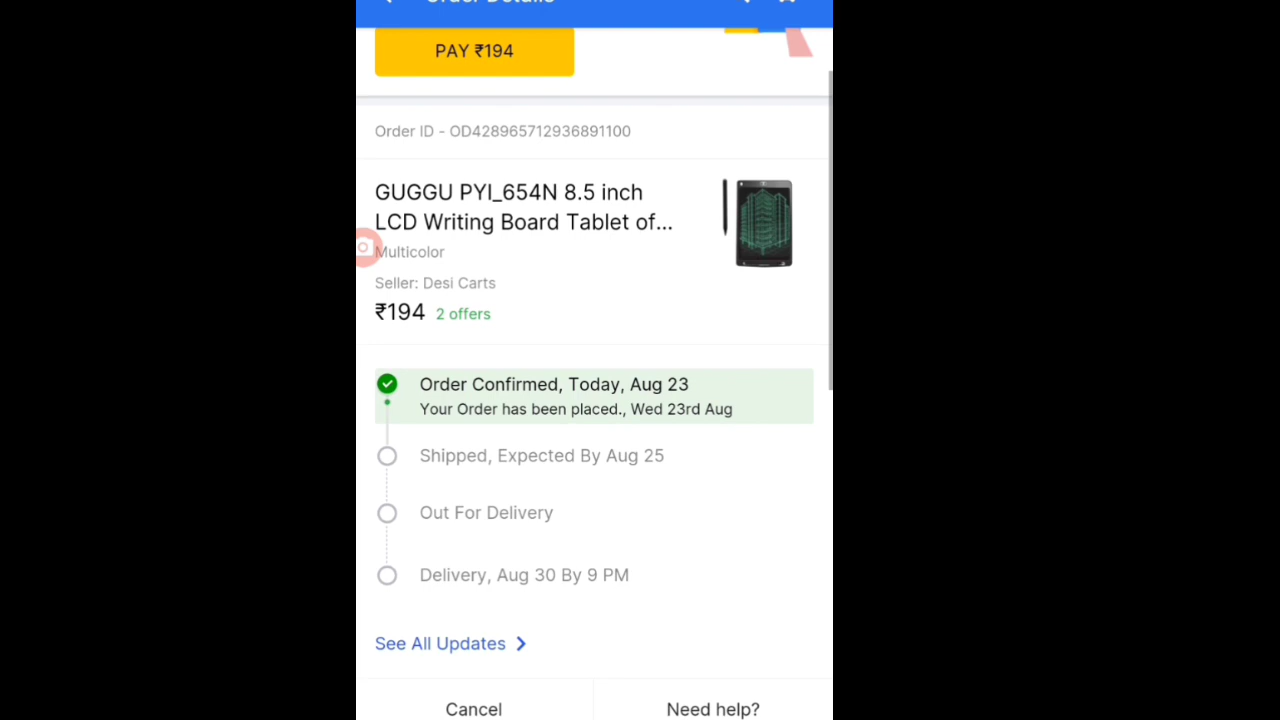 Order Details
PAY ₹194
Order ID - OD428965712936891100
GUGGU PYI_654N 8.5 inch
LCD Writing Board Tablet of...
Multicolor
Seller: Desi Carts
₹194 2 offers
Order Confirmed, Today, Aug 23
Your Order has been placed., Wed 23rd Aug
Shipped, Expected By Aug 25
Out For Delivery
Delivery, Aug 30 By 9 PM
See All Updates
Cancel
Need help?